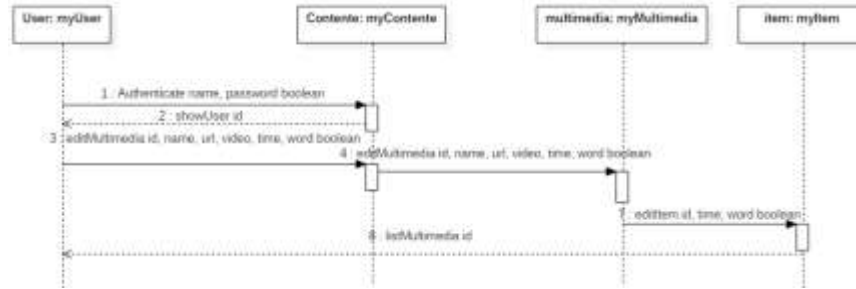 User: myUser
Contente: myContente
multimedia: myMultimedia
item: myItem
1 : Authenticate name, password boolean
2 : showUser id
3 : editMultimedia id, name, url, video, time, word boolean
4 : editMultimedia id, name, url, video, time, word boolean
7 : editItem id, time, word boolean
8 : listMultimedia id